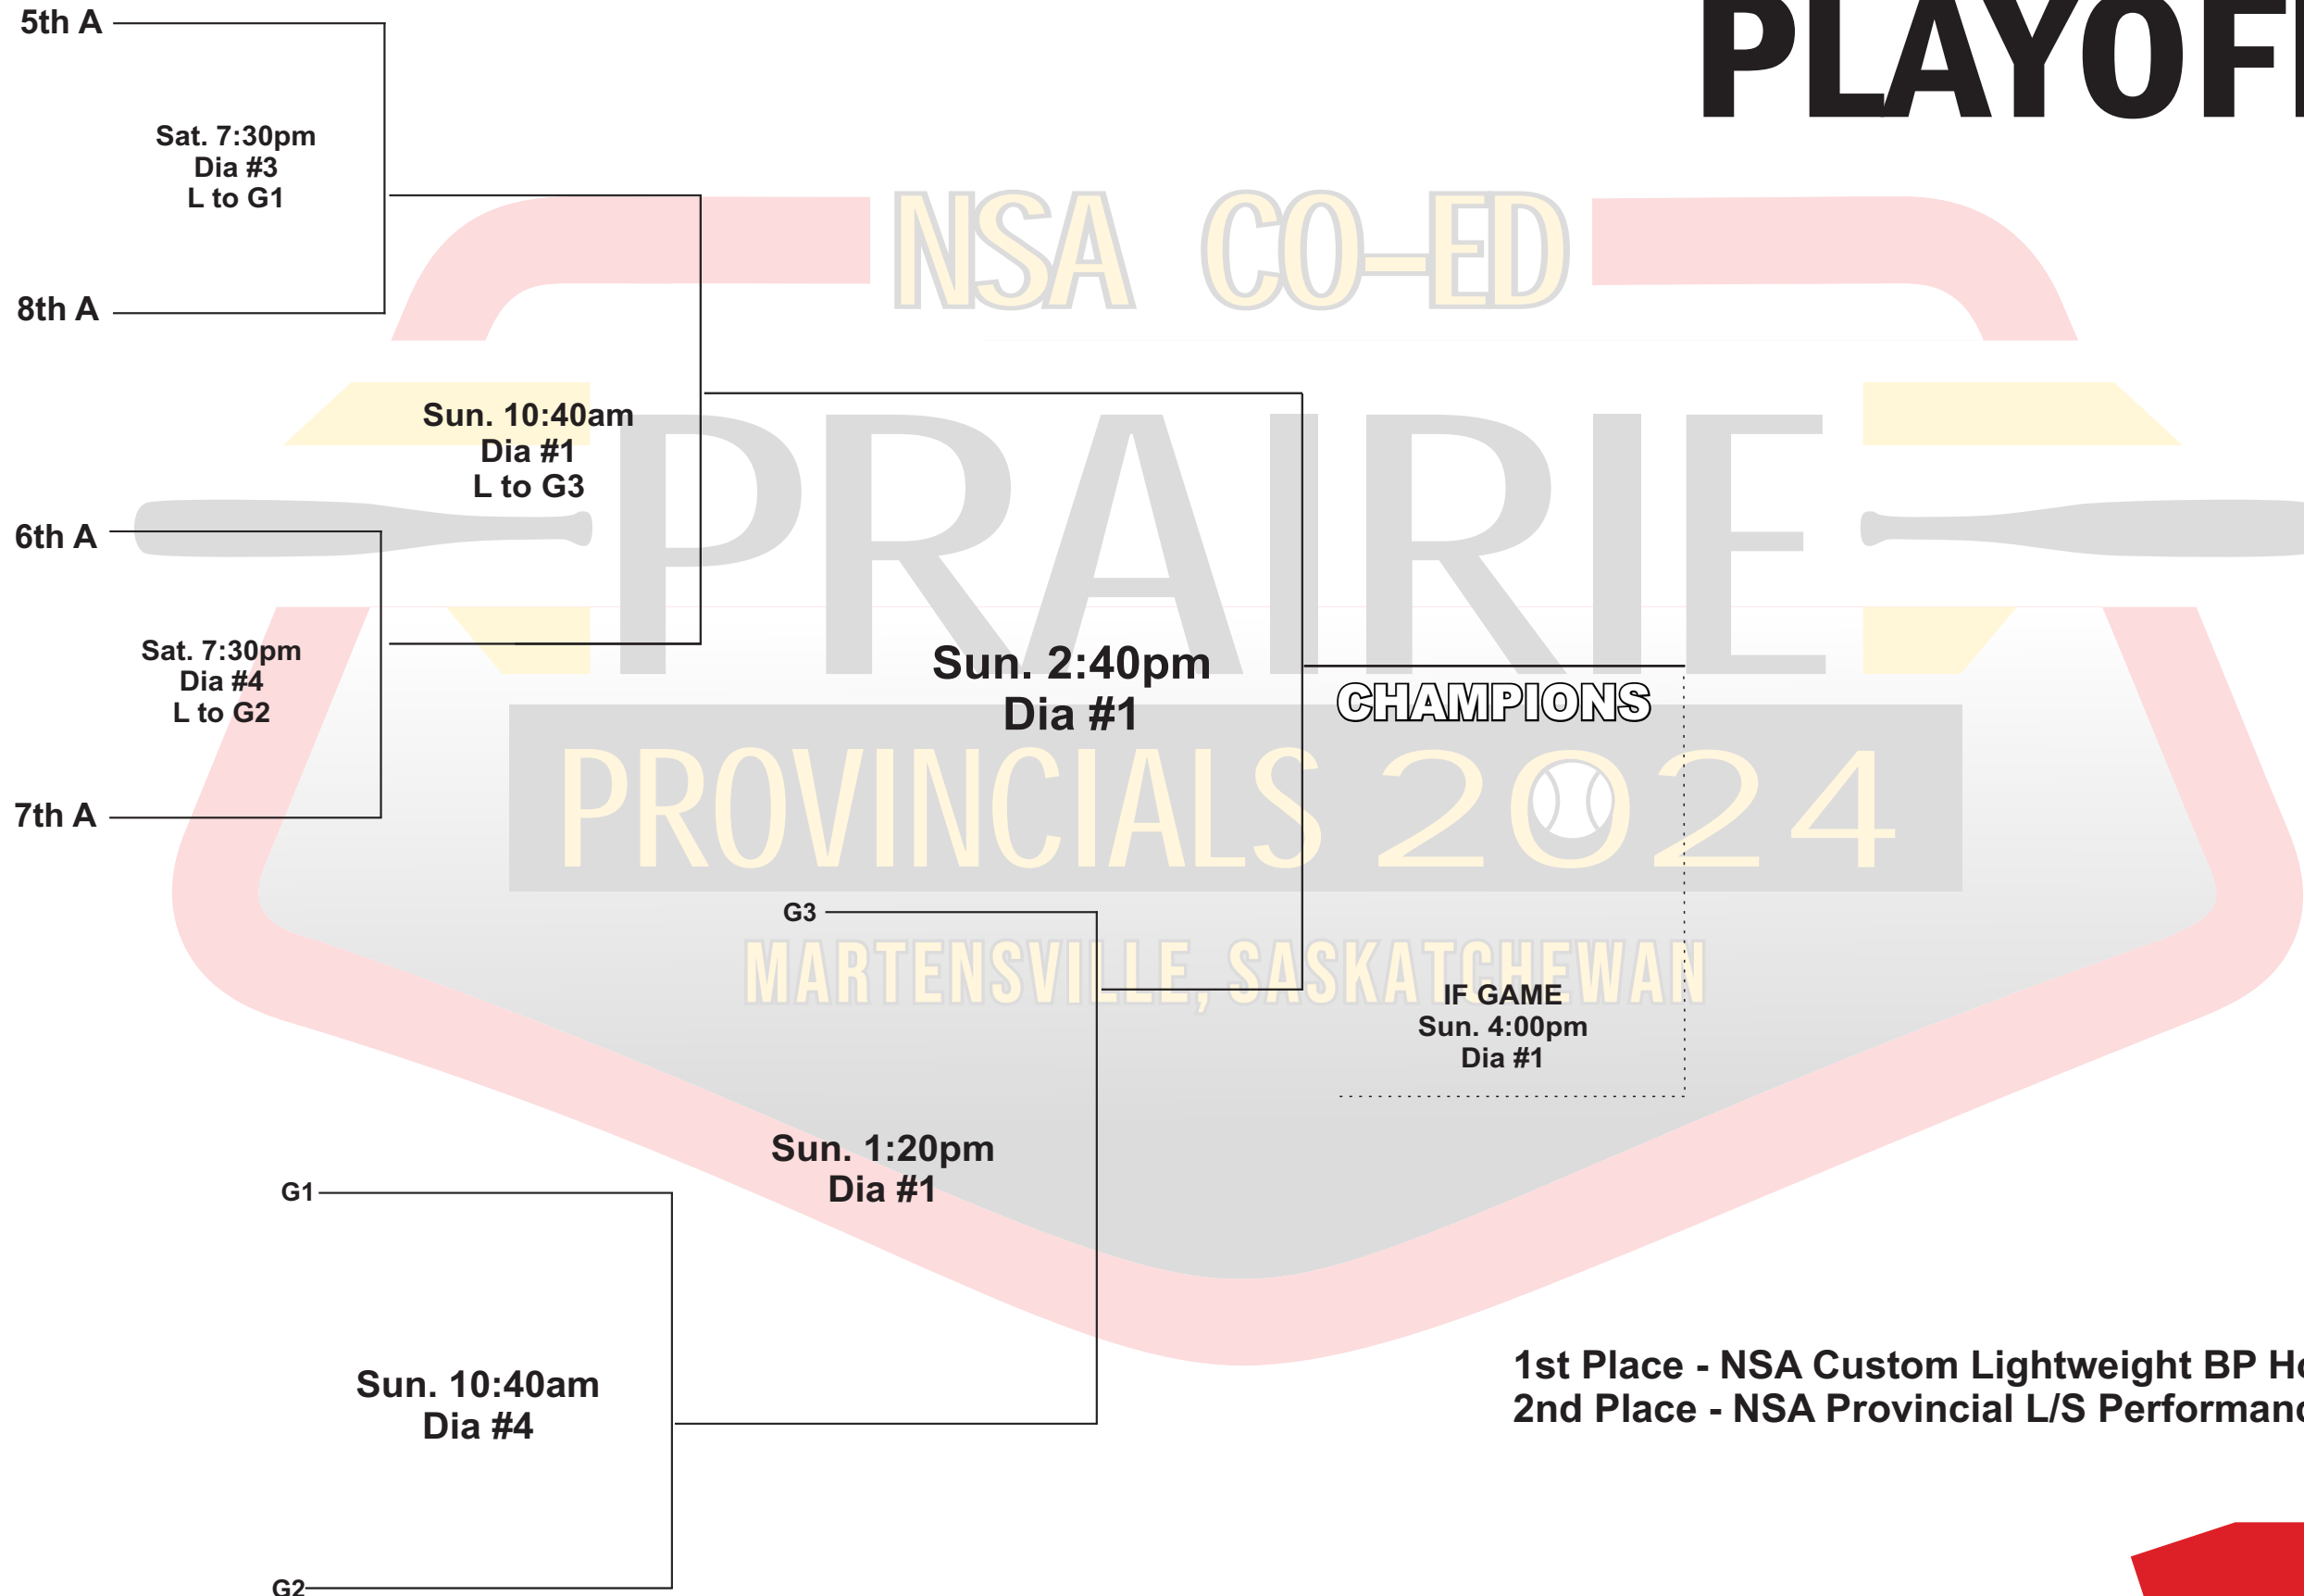 PLAYOF
5th A
Sat. 7:30pm
Dia #3
L to G1
8th A
NSA CO-ED
Sun. 10:40am
Dia #1
L to G3
PRAIRIE
6th A
Sat. 7:30pm
Dia #4
L to G2
7th A
Sun. 2:40pm
Dia #1
CHAMPIONS
PROVINCIALS 2024
G3
MARTENSVILLE, SASKATCHEWAN
IF GAME
Sun. 4:00pm
Dia #1
Sun. 1:20pm
Dia #1
G1
Sun. 10:40am
Dia #4
G2
1st Place - NSA Custom Lightweight BP
2nd Place - NSA Provincial L/S